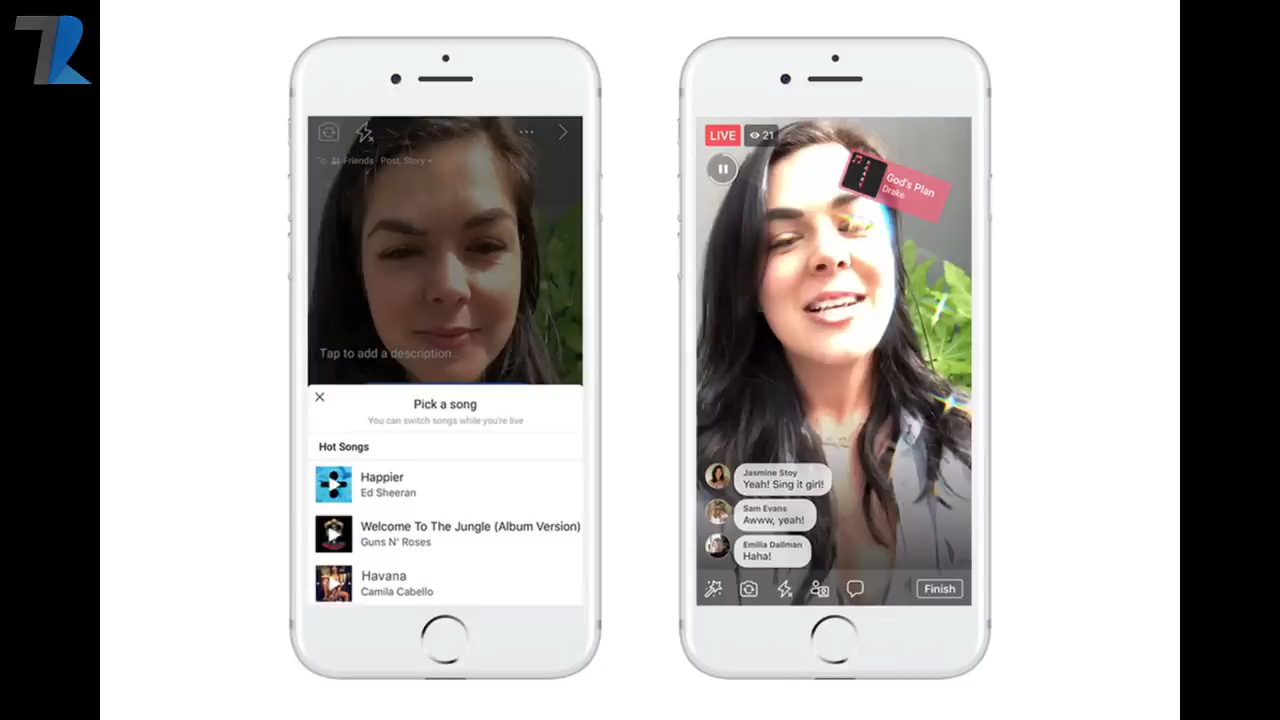 To: Friends Post, Story
Tap to add a description...
Pick a song
You can switch songs while you're live
Hot Songs
Happier
Ed Sheeran
Welcome To The Jungle (Album Version)
Guns N' Roses
Havana
Camila Cabello
LIVE 21
God's Plan
Drake
Jasmine Stoy
Yeah! Sing it girl!
Sam Evans
Awww, yeah!
Emilia Dallman
Haha!
Finish